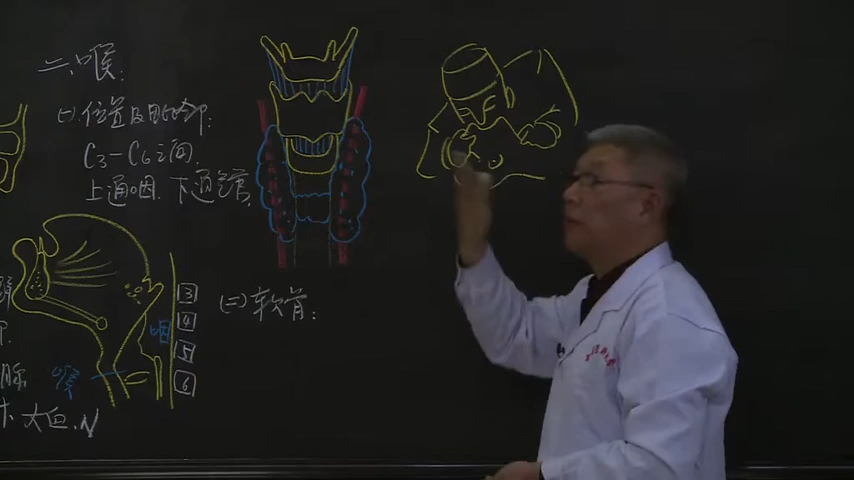 二、喉:
(一)位置及毗邻:
C3-C6之间.
上通咽.下通气管,
(二)软骨:
3
4
咽
5
6
喉
大血.N